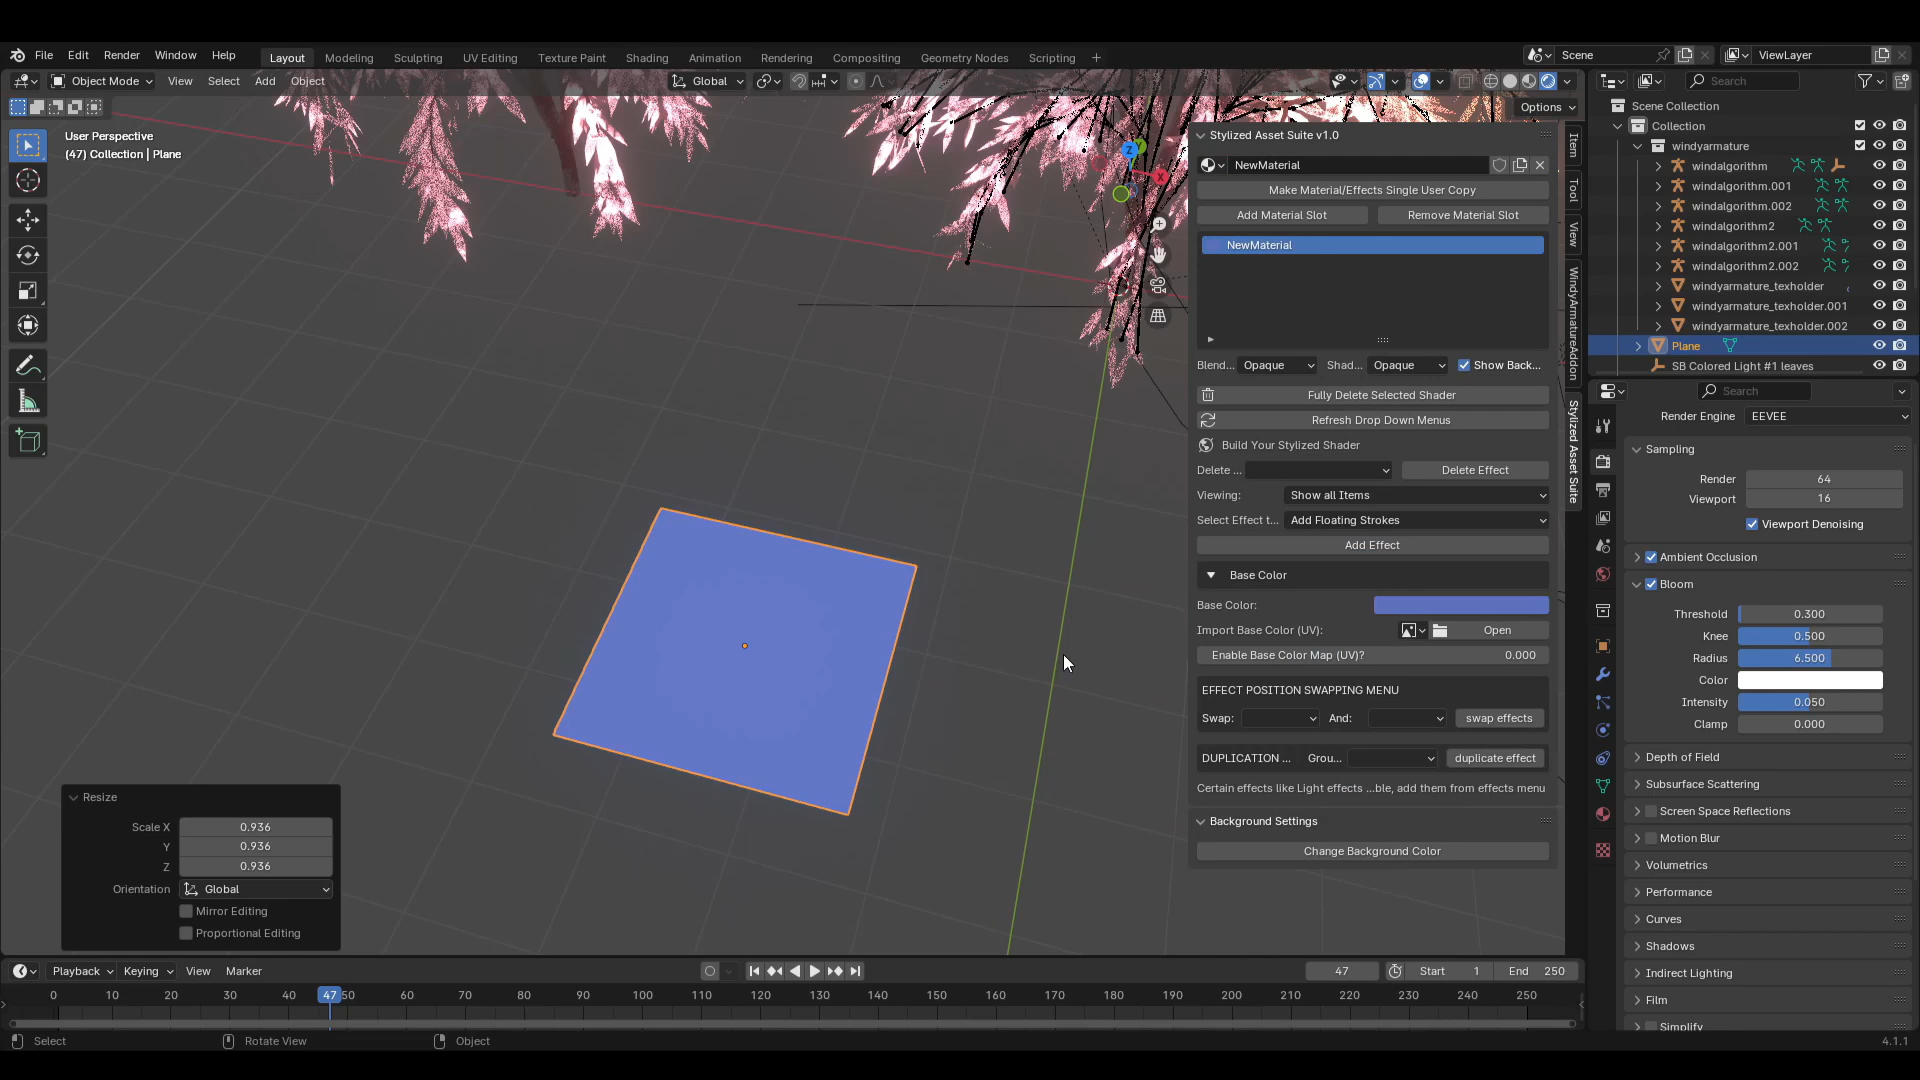 File Edit Render Window Help Layout Modeling Sculpting UV Editing Texture Paint Shading Animation Rendering Compositing Geometry Nodes Scripting + Scene ViewLayer
Object Mode View Select Add Object Global Search
Options
User Perspective
(47) Collection | Plane
Z
X
Stylized Asset Suite v1.0
NewMaterial
Make Material/Effects Single User Copy
Add Material Slot Remove Material Slot
NewMaterial
Blend... Opaque Shad... Opaque Show Back...
Fully Delete Selected Shader
Refresh Drop Down Menus
Build Your Stylized Shader
Delete ... Delete Effect
Viewing: Show all Items
Select Effect t... Add Floating Strokes
Add Effect
Base Color
Base Color:
Import Base Color (UV): Open
Enable Base Color Map (UV)? 0.000
EFFECT POSITION SWAPPING MENU
Swap: And: swap effects
DUPLICATION ... Grou... duplicate effect
Certain effects like Light effects ...ble, add them from effects menu
Background Settings
Change Background Color
Item
Tool
View
WindyArmatureAddon
Stylized Asset Suite
Scene Collection
Collection
windyarmature
windalgorithm
windalgorithm.001
windalgorithm.002
windalgorithm2
windalgorithm2.001
windalgorithm2.002
windyarmature_texholder
windyarmature_texholder.001
windyarmature_texholder.002
Plane
SB Colored Light #1 leaves
Search
Render Engine EEVEE
Sampling
Render 64
Viewport 16
Viewport Denoising
Ambient Occlusion
Bloom
Threshold 0.300
Knee 0.500
Radius 6.500
Color
Intensity 0.050
Clamp 0.000
Depth of Field
Subsurface Scattering
Screen Space Reflections
Motion Blur
Volumetrics
Performance
Curves
Shadows
Indirect Lighting
Film
Simplify
Resize
Scale X 0.936
Y 0.936
Z 0.936
Orientation Global
Mirror Editing
Proportional Editing
Playback Keying View Marker 47 Start 1 End 250
0 10 20 30 40 47 50 60 70 80 90 100 110 120 130 140 150 160 170 180 190 200 210 220 230 240 250
Select Rotate View Object 4.1.1